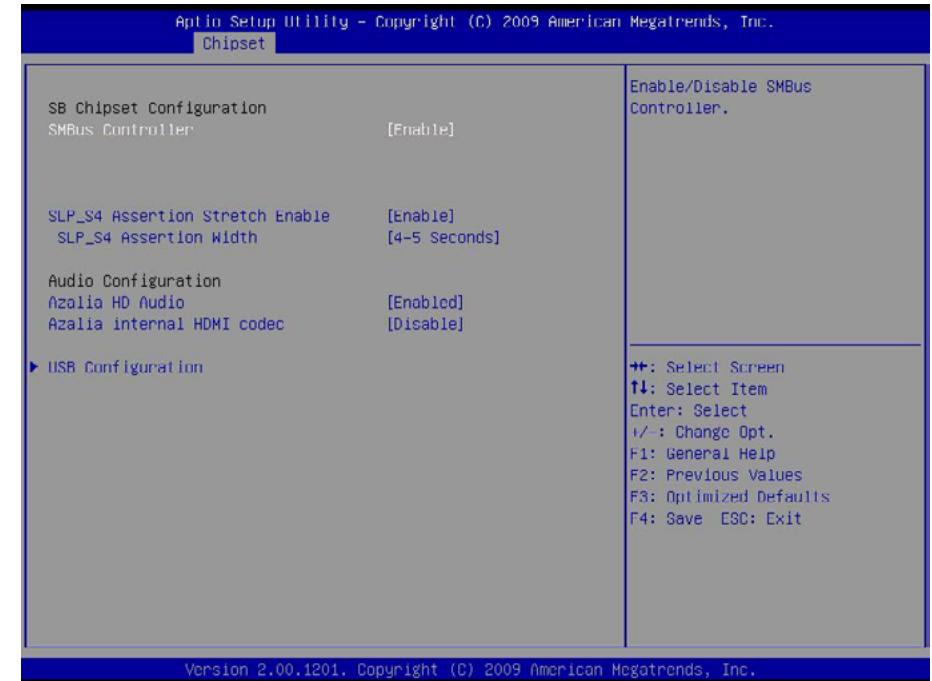 Aptio Setup Utility - Copyright (C) 2009 American Megatrends, Inc.
Chipset
SB Chipset Configuration
SMBus Controller [Enable]
SLP_S4 Assertion Stretch Enable [Enable]
SLP_S4 Assertion Width [4-5 Seconds]
Audio Configuration
Azalia HD Audio [Enabled]
Azalia internal HDMI codec [Disable]
▶ USB Configuration
Enable/Disable SMBus
Controller.
→←: Select Screen
↑↓: Select Item
Enter: Select
+/-: Change Opt.
F1: General Help
F2: Previous Values
F3: Optimized Defaults
F4: Save ESC: Exit
Version 2.00.1201. Copyright (C) 2009 American Megatrends, Inc.